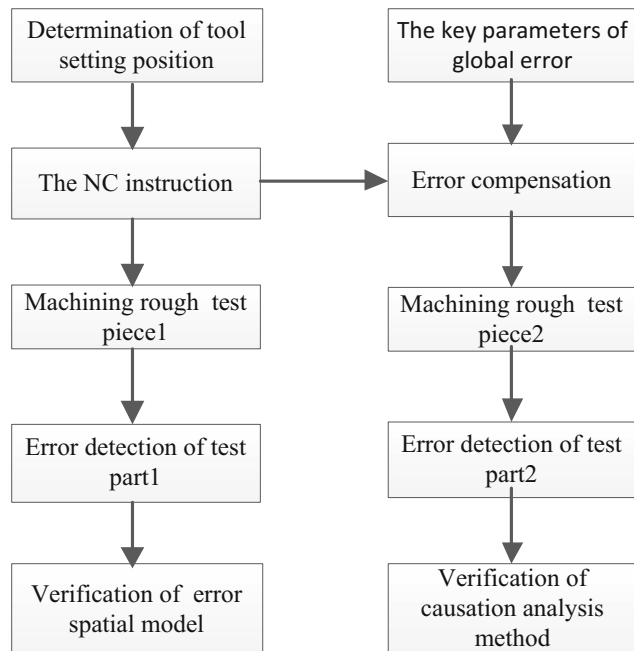 Determination of tool
setting position
The key parameters of
global error
The NC instruction
Error compensation
Machining rough test
piece1
Machining rough test
piece2
Error detection of test
part1
Error detection of test
part2
Verification of error
spatial model
Verification of
causation analysis
method